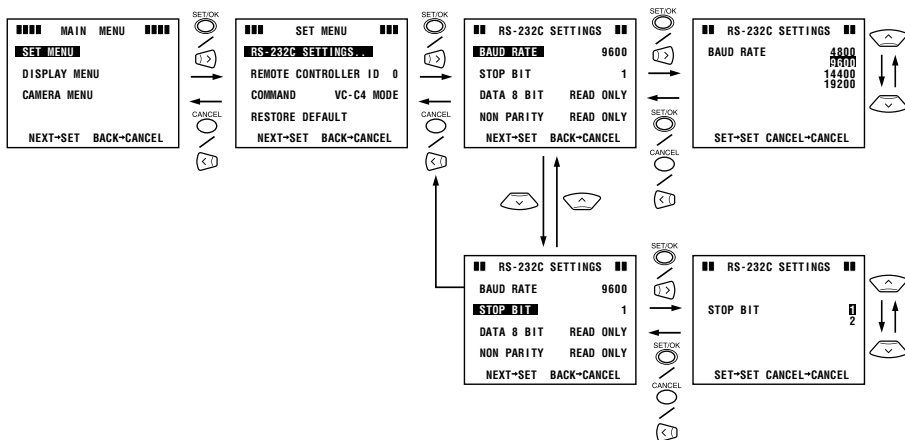 MAIN MENU
SET MENU
DISPLAY MENU
CAMERA MENU
NEXT→SET BACK→CANCEL
SET/OK
CANCEL
SET MENU
RS-232C SETTINGS..
REMOTE CONTROLLER ID 0
COMMAND VC-C4 MODE
RESTORE DEFAULT
NEXT→SET BACK→CANCEL
SET/OK
CANCEL
RS-232C SETTINGS
BAUD RATE 9600
STOP BIT 1
DATA 8 BIT READ ONLY
NON PARITY READ ONLY
NEXT→SET BACK→CANCEL
SET/OK
SET/OK
CANCEL
RS-232C SETTINGS
BAUD RATE 4800
9600
14400
19200
SET→SET CANCEL→CANCEL
RS-232C SETTINGS
BAUD RATE 9600
STOP BIT 1
DATA 8 BIT READ ONLY
NON PARITY READ ONLY
NEXT→SET BACK→CANCEL
SET/OK
SET/OK
CANCEL
RS-232C SETTINGS
STOP BIT 1
2
SET→SET CANCEL→CANCEL